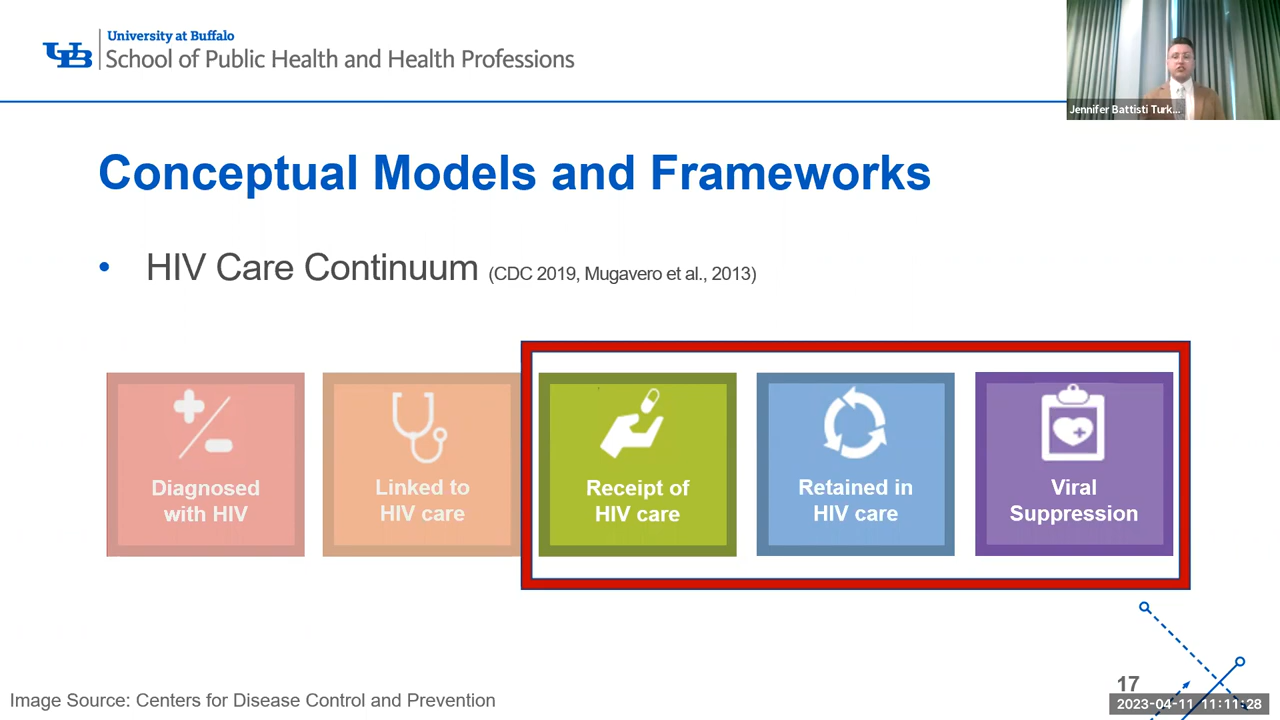 UB
University at Buffalo
School of Public Health and Health Professions
Jennifer Battisti Turk...
Conceptual Models and Frameworks
• HIV Care Continuum (CDC 2019, Mugavero et al., 2013)
Diagnosed
with HIV
Linked to
HIV care
Receipt of
HIV care
Retained in
HIV care
Viral
Suppression
Image Source: Centers for Disease Control and Prevention
17
2023-04-11 11:11:28